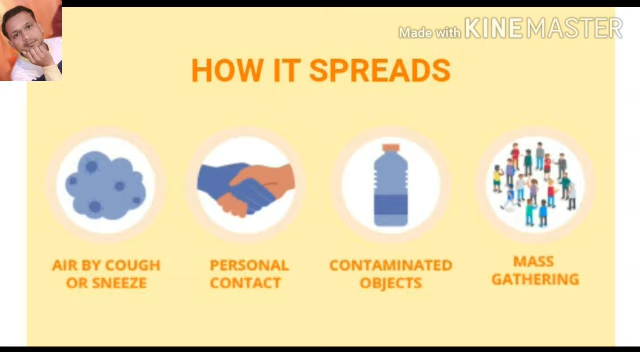 Made with KINEMASTER
HOW IT SPREADS
AIR BY COUGH
OR SNEEZE
PERSONAL
CONTACT
CONTAMINATED
OBJECTS
MASS
GATHERING